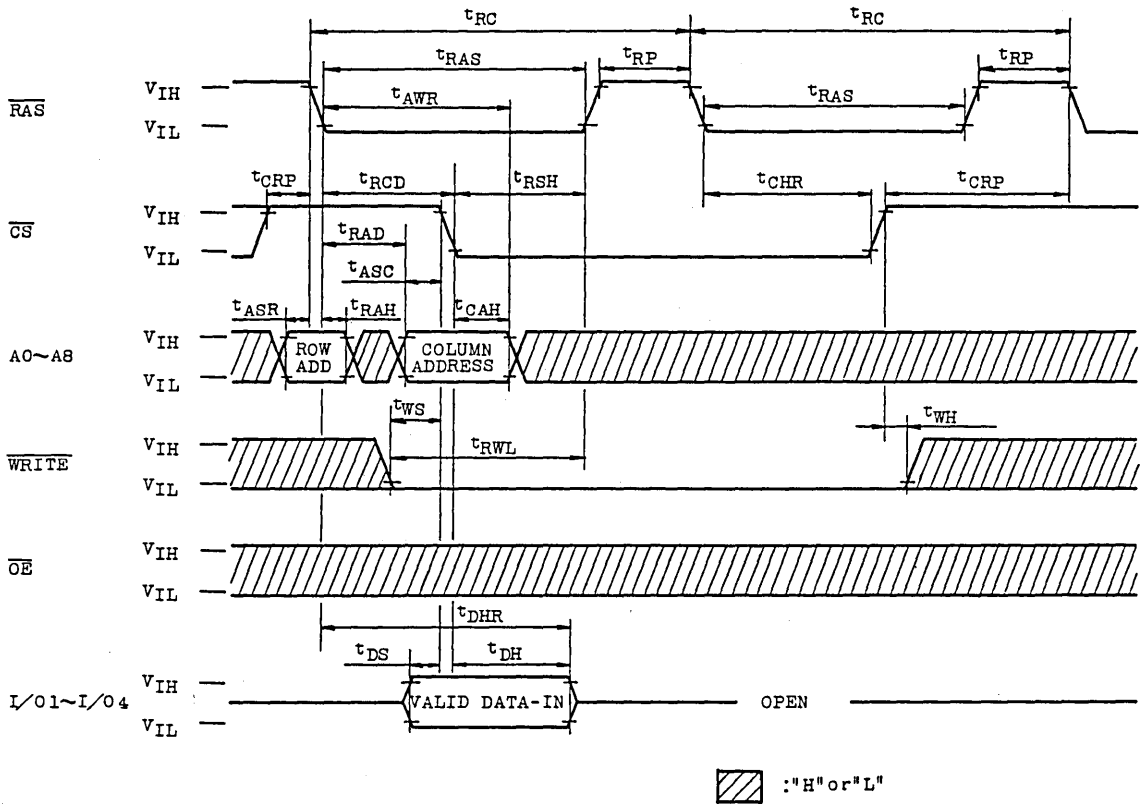 tRC tRC
tRAS tRP tRP
VIH tAWR tRAS
RAS
VIL
tCRP tRCD tRSH tCHR tCRP
VIH
CS tRAD
VIL
tASC
tASR tRAH tCAH
VIH
A0~A8 ROW ADD COLUMN ADDRESS
VIL
tWS tWH
VIH
WRITE tRWL
VIL
VIH
OE
VIL
tDHR
tDS tDH
VIH
I/O1~I/O4 VALID DATA-IN OPEN
VIL
:"H"or"L"